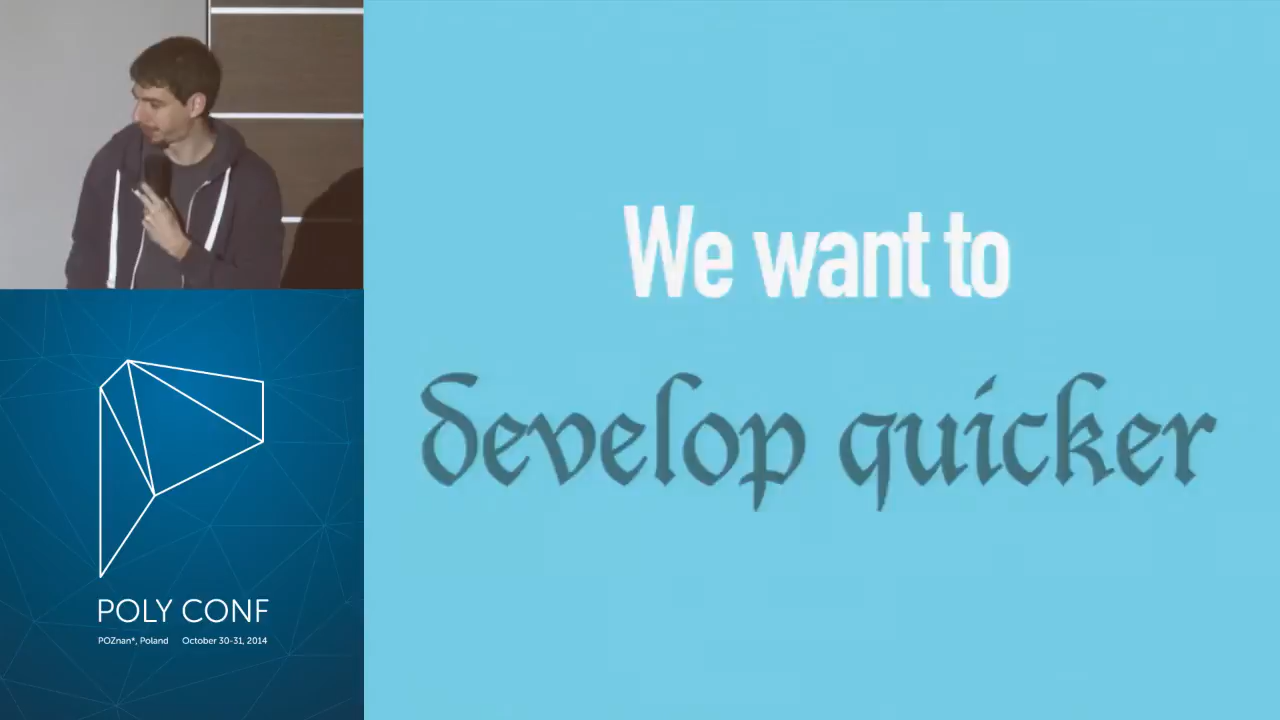 We want to
develop quicker
POLY CONF
POZnan*, Poland October 30-31, 2014